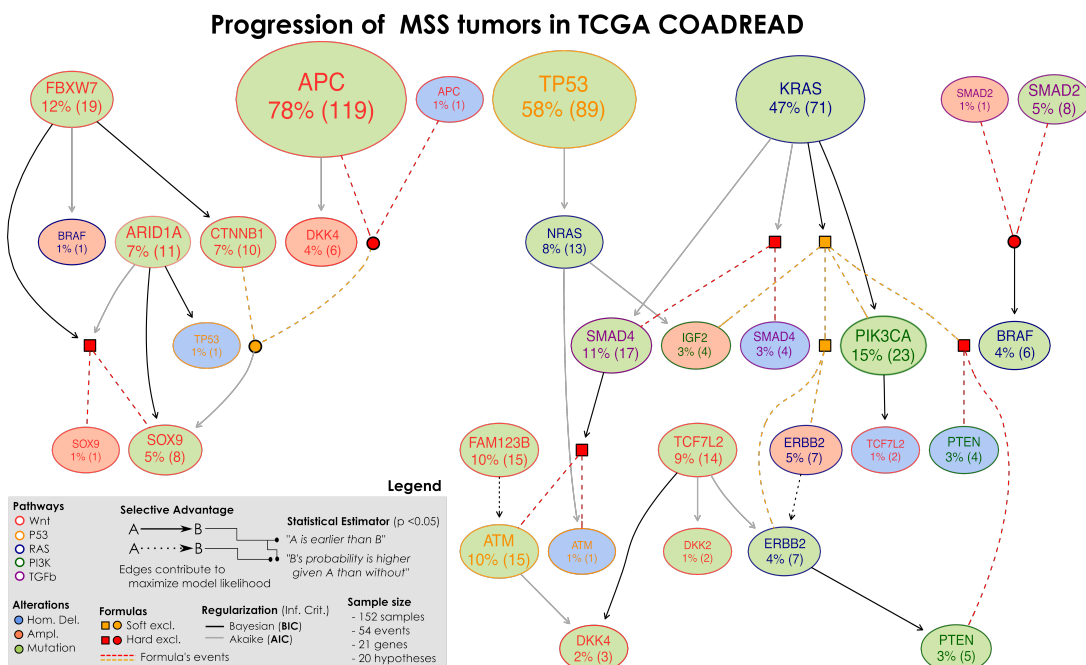 Progression of MSS tumors in TCGA COADREAD
FBXW7
12% (19)
APC
78% (119)
APC
1% (1)
TP53
58% (89)
KRAS
47% (71)
SMAD2
1% (1)
SMAD2
5% (8)
BRAF
1% (1)
ARID1A
7% (11)
CTNNB1
7% (10)
DKK4
4% (6)
NRAS
8% (13)
TP53
1% (1)
SMAD4
11% (17)
IGF2
3% (4)
SMAD4
3% (4)
PIK3CA
15% (23)
BRAF
4% (6)
SOX9
1% (1)
SOX9
5% (8)
FAM123B
10% (15)
TCF7L2
9% (14)
ERBB2
5% (7)
TCF7L2
1% (2)
PTEN
3% (4)
ATM
10% (15)
ATM
1% (1)
DKK2
1% (2)
ERBB2
4% (7)
DKK4
2% (3)
PTEN
3% (5)
Legend
Pathways
Wnt
P53
RAS
PI3K
TGFb
Selective Advantage
A B
A B
Edges contribute to
maximize model likelihood
Statistical Estimator (p <0.05)
"A is earlier than B"
"B's probability is higher
given A than without"
Alterations
Hom. Del.
Ampl.
Mutation
Formulas
Soft excl.
Hard excl.
Formula's events
Regularization (Inf. Crit.)
Bayesian (BIC)
Akaike (AIC)
Sample size
- 152 samples
- 54 events
- 21 genes
- 20 hypotheses